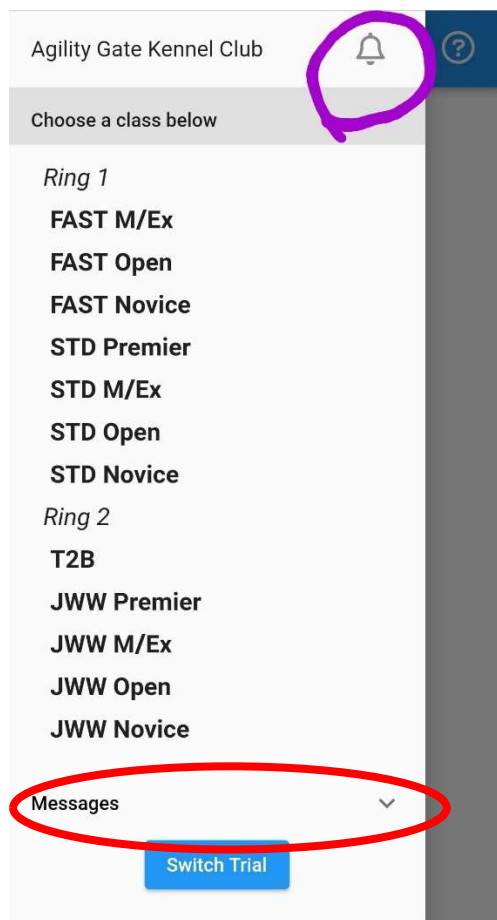 Agility Gate Kennel Club
?
Choose a class below
Ring 1
FAST M/Ex
FAST Open
FAST Novice
STD Premier
STD M/Ex
STD Open
STD Novice
Ring 2
T2B
JWW Premier
JWW M/Ex
JWW Open
JWW Novice
Messages
Switch Trial